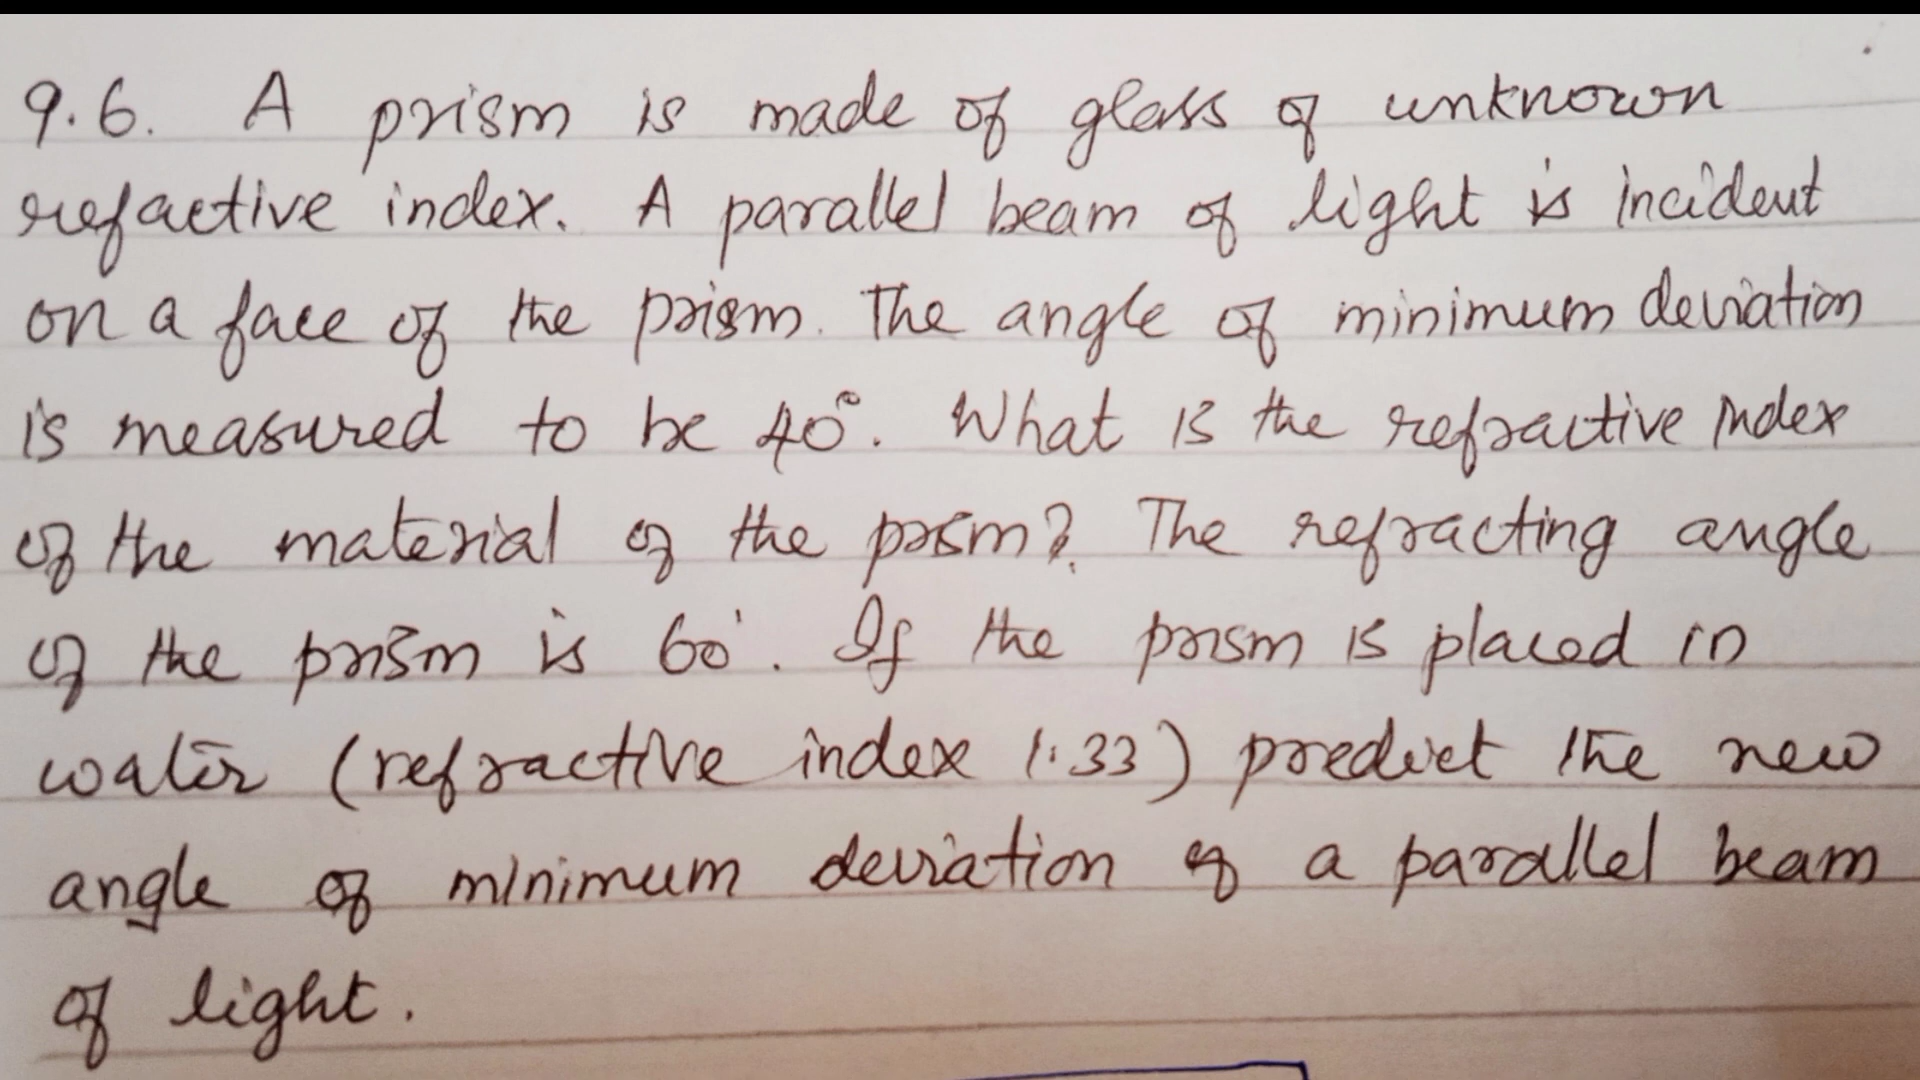 9.6. A prism is made of glass of unknown
refactive index. A parallel beam of light is incident
on a face of the prism. The angle of minimum deviation
is measured to be 40°. What is the refractive index
of the material of the prism? The refracting angle
of the prism is 60°. If the prism is placed in
water (refractive index 1.33) predict the new
angle of minimum deviation of a parallel beam
of light.